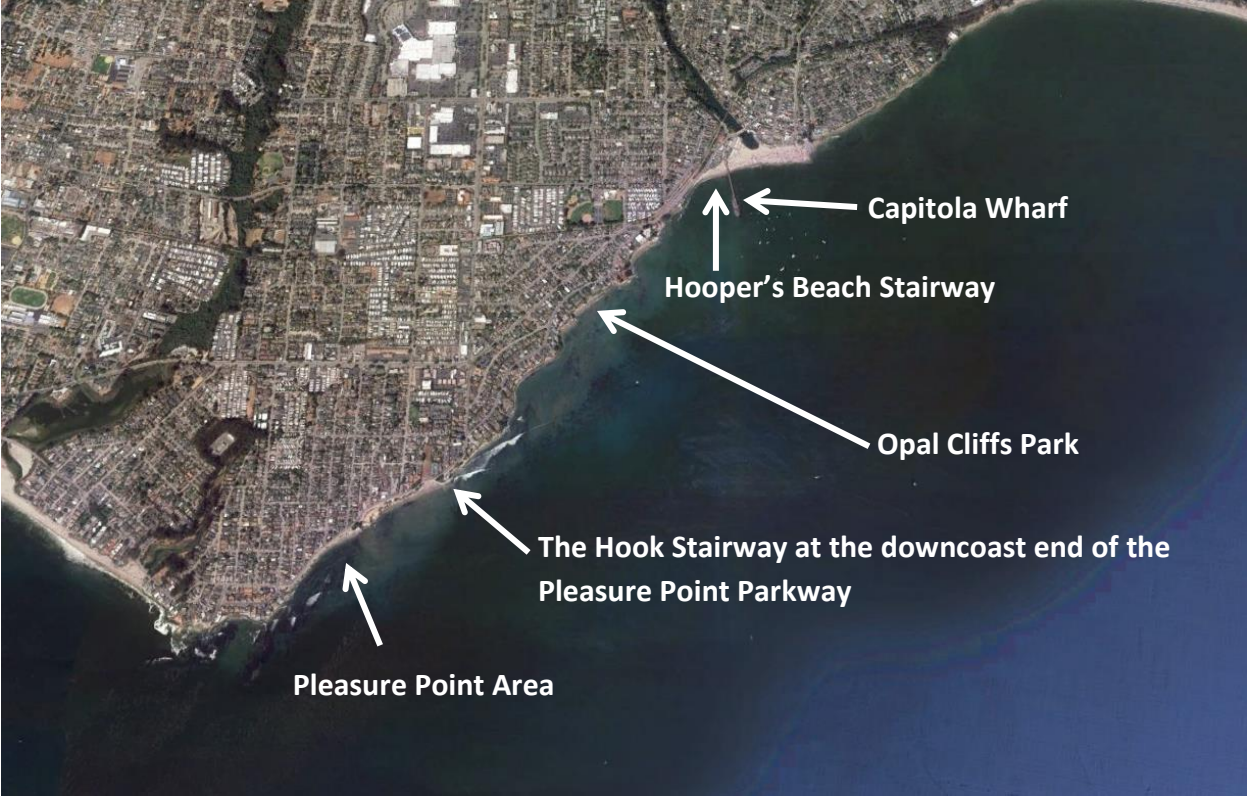 Capitola Wharf
Hooper’s Beach Stairway
Opal Cliffs Park
The Hook Stairway at the downcoast end of the
Pleasure Point Parkway
Pleasure Point Area